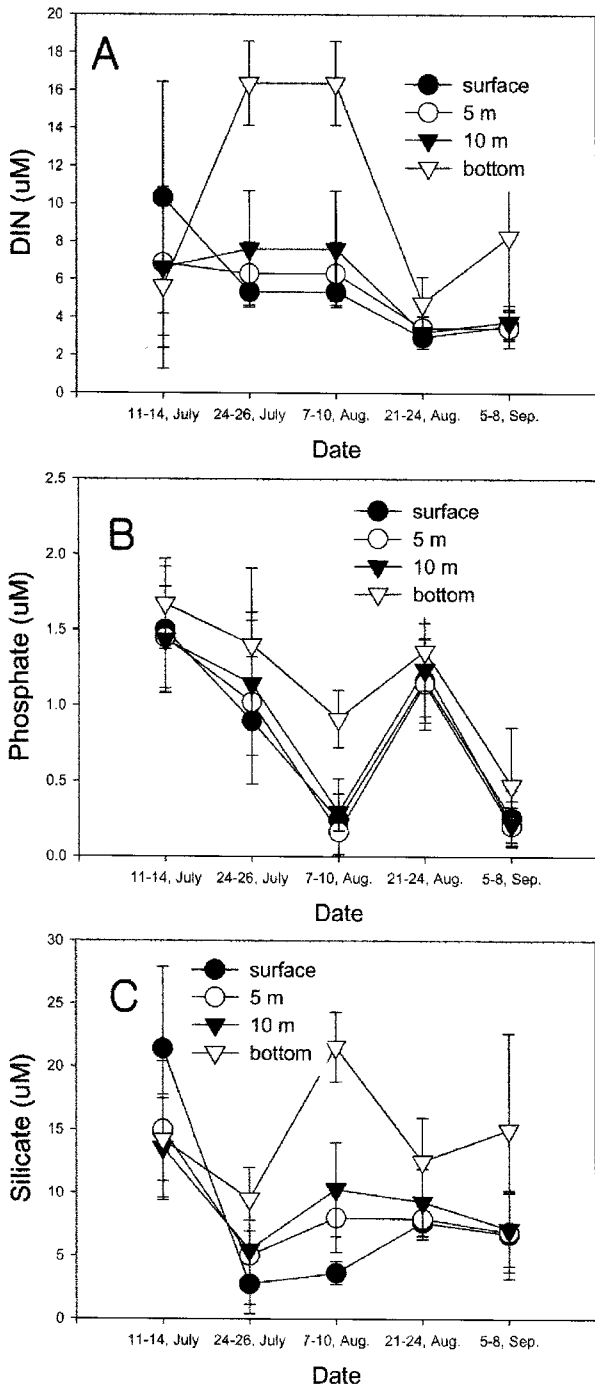 A
DIN (uM)
20
18
16
14
12
10
8
6
4
2
0
surface
5 m
10 m
bottom
11-14, July
24-26, July
7-10, Aug.
21-24, Aug.
5-8, Sep.
Date
B
Phosphate (uM)
2.5
2.0
1.5
1.0
0.5
0.0
surface
5 m
10 m
bottom
11-14, July
24-26, July
7-10, Aug.
21-24, Aug.
5-8, Sep.
Date
C
Silicate (uM)
30
25
20
15
10
5
0
surface
5 m
10 m
bottom
11-14, July
24-26, July
7-10, Aug.
21-24, Aug.
5-8, Sep.
Date